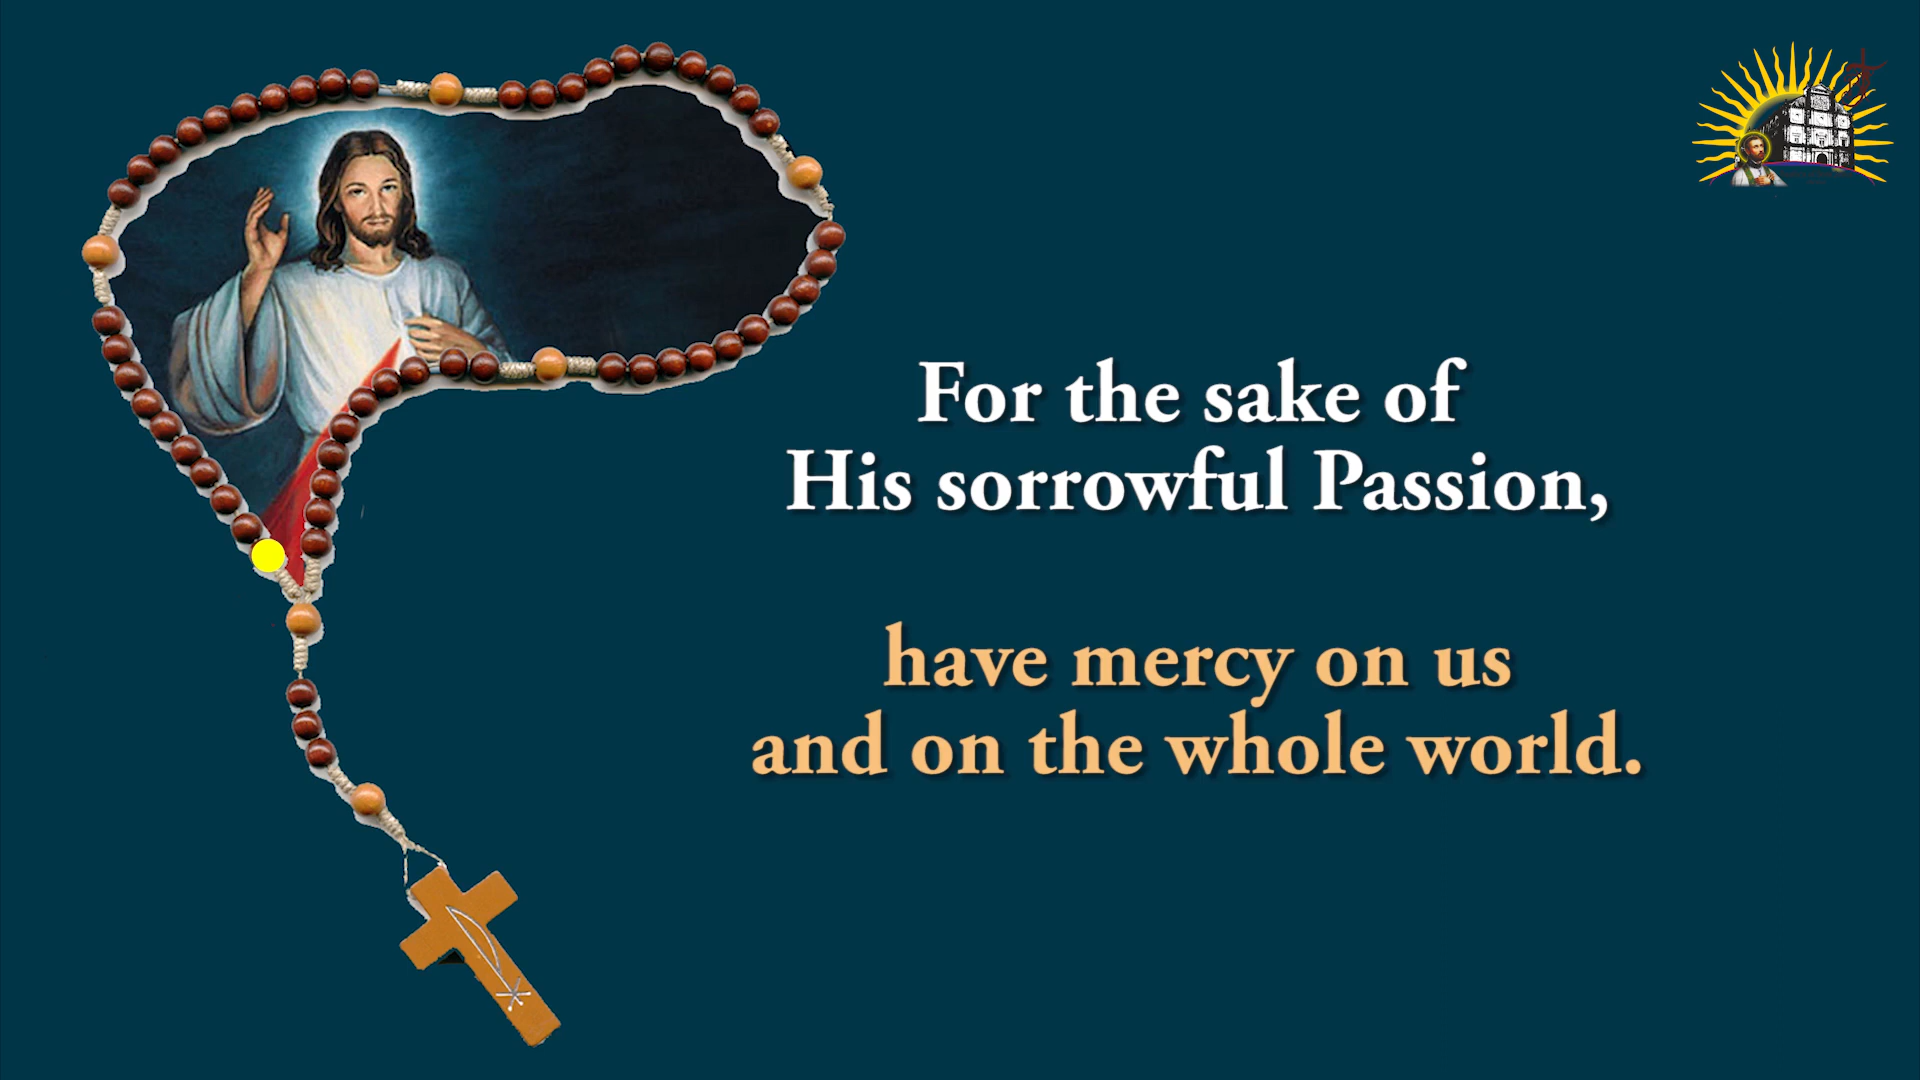 For the sake of
His sorrowful Passion,
have mercy on us
and on the whole world.